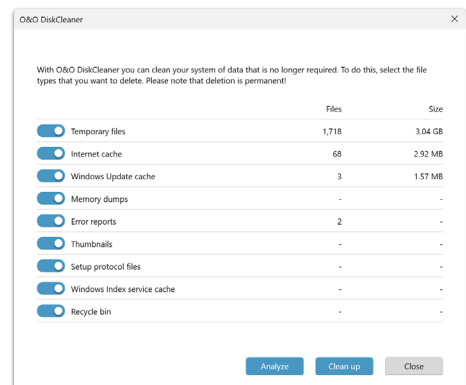 O&O DiskCleaner
With O&O DiskCleaner you can clean your system of data that is no longer required. To do this, select the file
types that you want to delete. Please note that deletion is permanent!
Files Size
Temporary files 1,718 3.04 GB
Internet cache 68 2.92 MB
Windows Update cache 3 1.57 MB
Memory dumps - -
Error reports 2 -
Thumbnails - -
Setup protocol files - -
Windows Index service cache - -
Recycle bin - -
Analyze Clean up Close